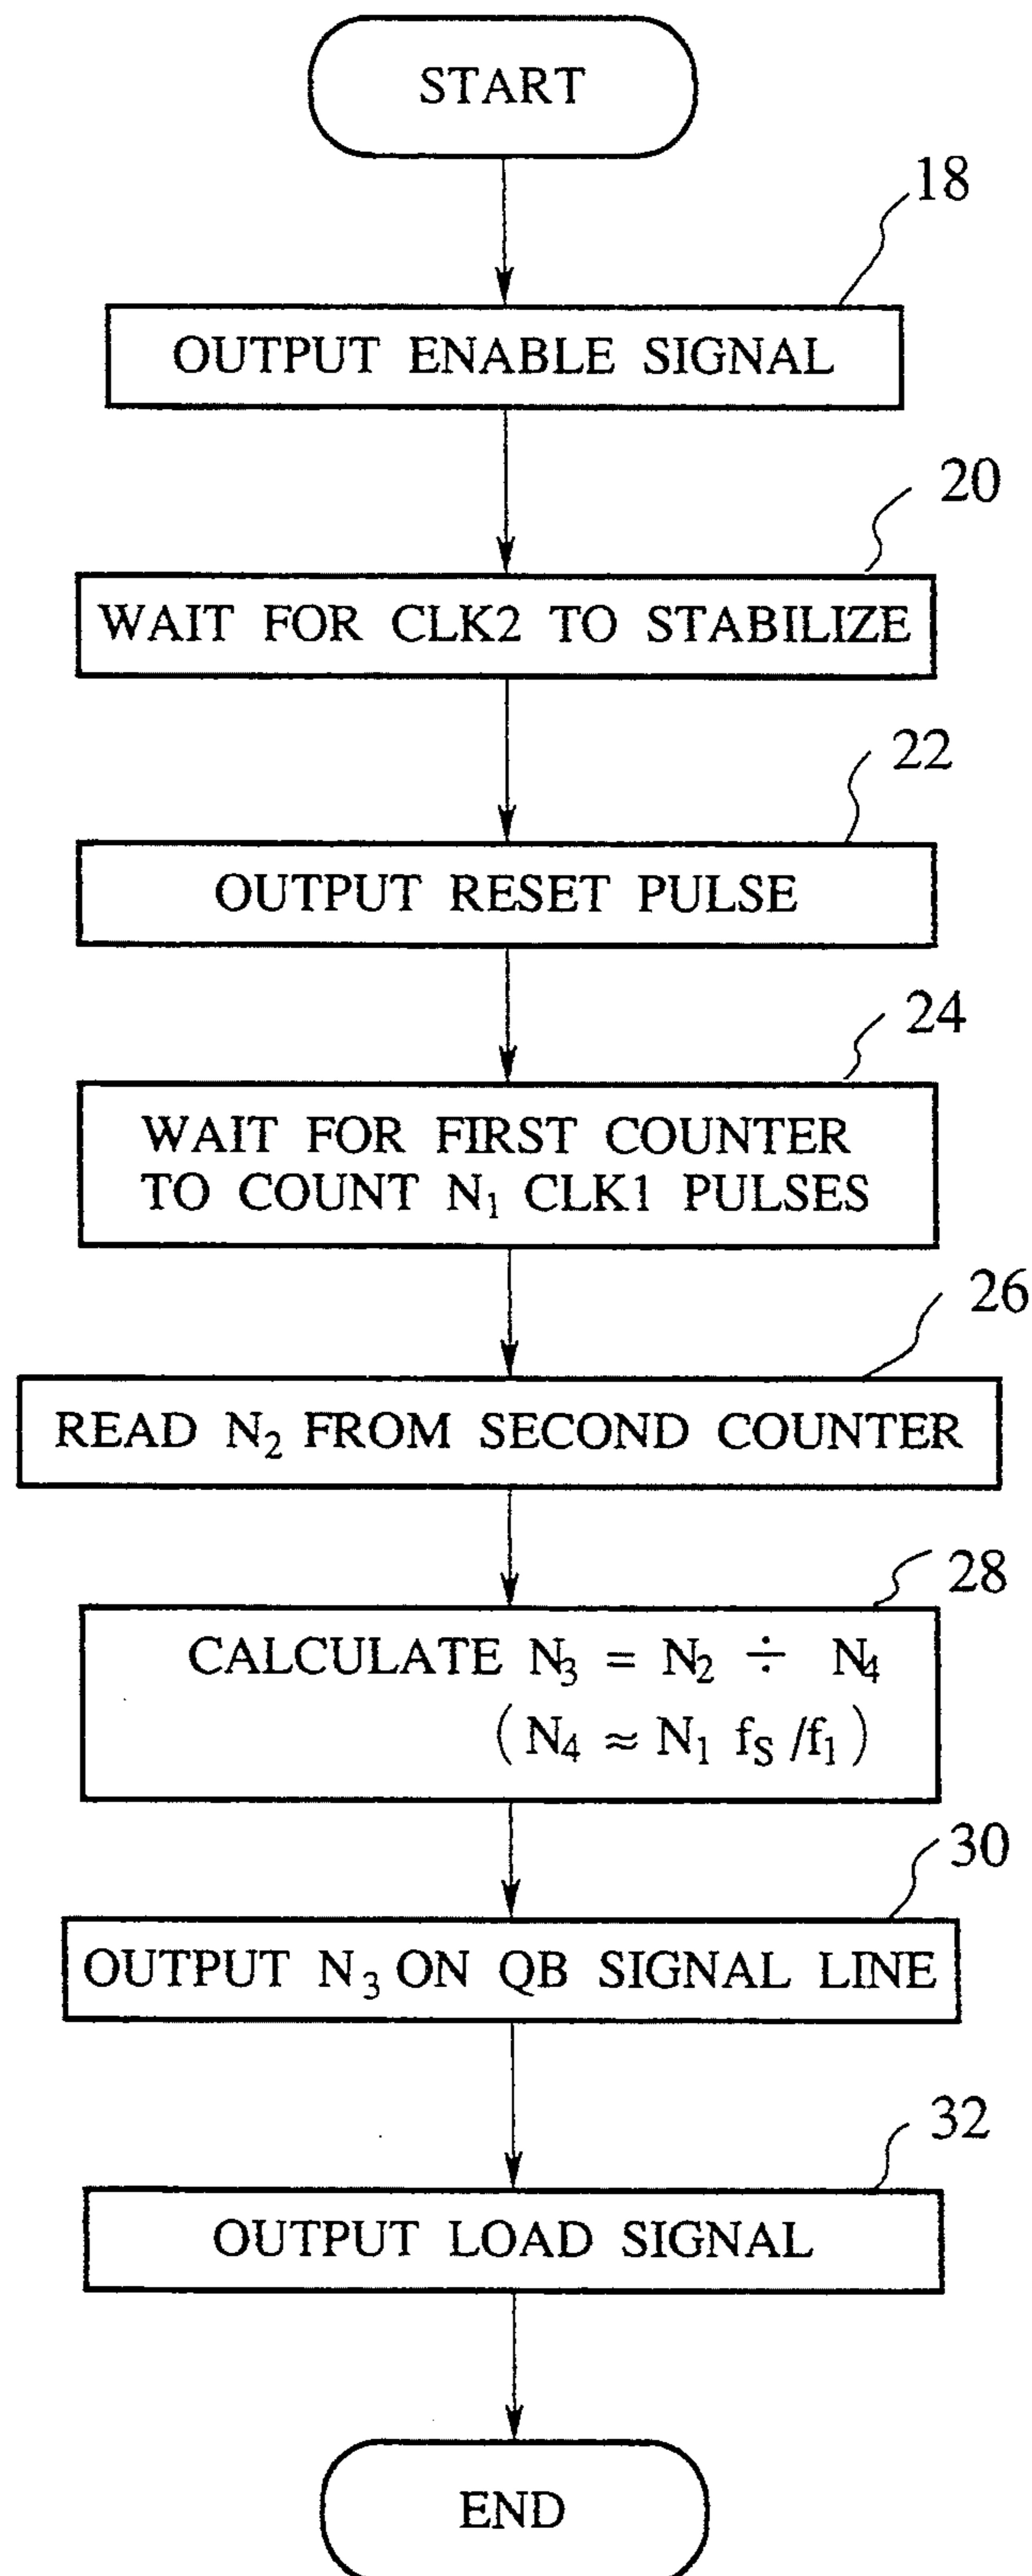 START
18
OUTPUT ENABLE SIGNAL
20
WAIT FOR CLK2 TO STABILIZE
22
OUTPUT RESET PULSE
24
WAIT FOR FIRST COUNTER
TO COUNT N₁ CLK1 PULSES
26
READ N₂ FROM SECOND COUNTER
28
CALCULATE N₃ = N₂ ÷ N₄
(N₄ ≈ N₁ fS /f₁)
30
OUTPUT N₃ ON QB SIGNAL LINE
32
OUTPUT LOAD SIGNAL
END